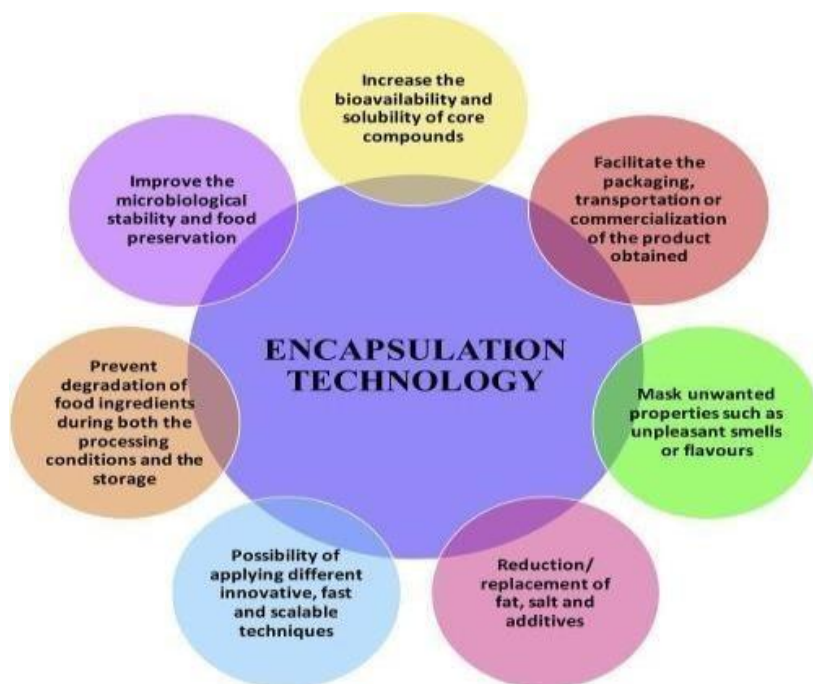 Increase the
bioavailability and
solubility of core
compounds
Facilitate the
packaging,
transportation or
commercialization
of the product
obtained
Mask unwanted
properties such as
unpleasant smells
or flavours
Reduction/
replacement of
fat, salt and
additives
Possibility of
applying different
innovative, fast
and scalable
techniques
Prevent
degradation of
food ingredients
during both the
processing
conditions and the
storage
Improve the
microbiological
stability and food
preservation
ENCAPSULATION
TECHNOLOGY